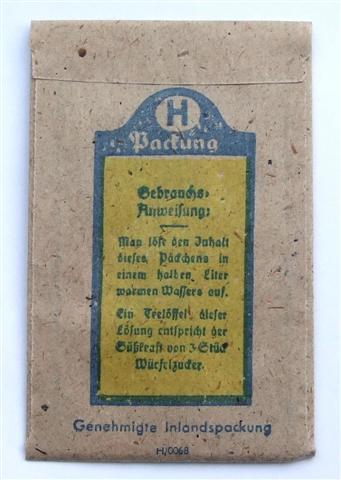 H
Packung
Gebrauchs-
Anweisung:
Man löst den Inhalt
dieses Päckchens in
einem halben Liter
warmen Wassers auf.
Ein Teelöffel dieser
Lösung entspricht der
Süßkraft von 3 Stück
Würfelzucker.
Genehmigte Inlandspackung
H/0068